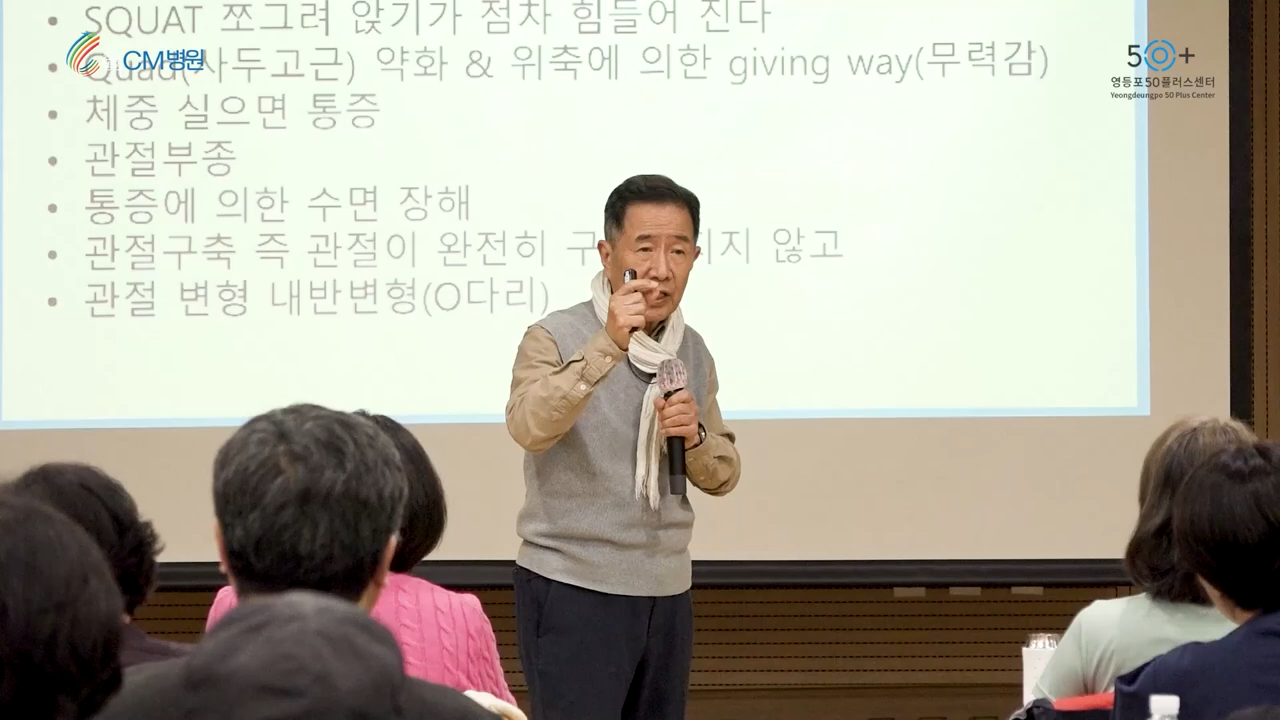 SQUAT 쪼그려 앉기가 점차 힘들어 진다
CM병원
Quad(사두고근) 약화 & 위축에 의한 giving way(무력감)
50+
영등포50플러스센터
Yeongdeungpo 50 Plus Center
체중 실으면 통증
관절부종
통증에 의한 수면 장해
관절구축 즉 관절이 완전히 구 지지 않고
관절 변형 내반변형(O다리)